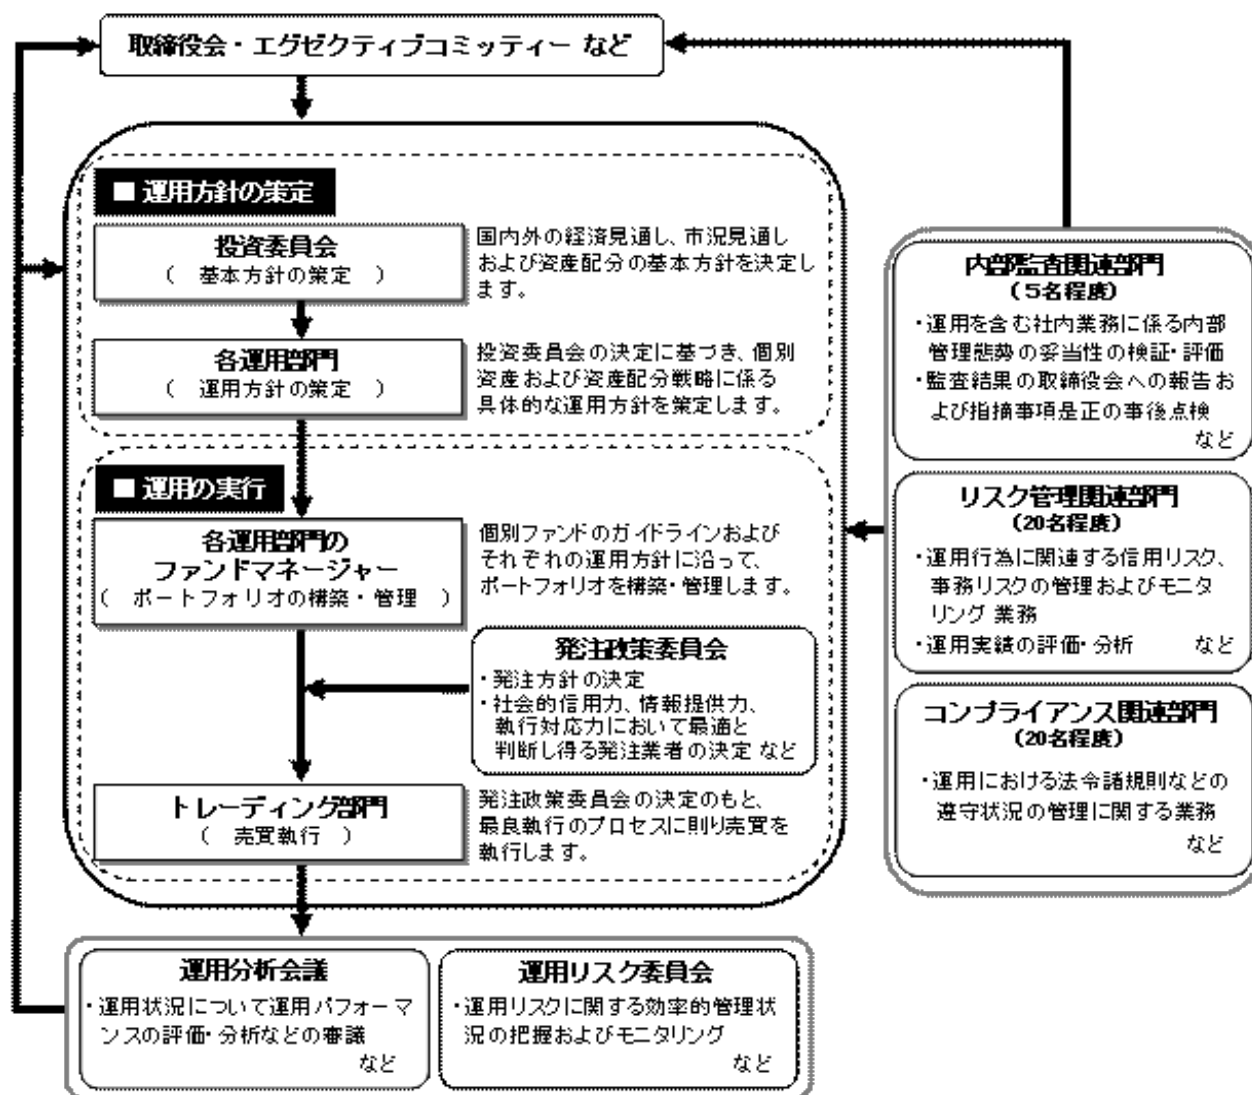 取締役会・エグゼクティブコミッティー など
■ 運用方針の策定
投資委員会
（ 基本方針の策定 ）
国内外の経済見通し、市況見通し
および資産配分の基本方針を決定し
ます。
各運用部門
（ 運用方針の策定 ）
投資委員会の決定に基づき、個別
資産および資産配分戦略に係る
具体的な運用方針を策定します。
■ 運用の実行
各運用部門の
ファンドマネージャー
（ ポートフォリオの構築・管理 ）
個別ファンドのガイドラインおよび
それぞれの運用方針に沿って、
ポートフォリオを構築・管理します。
発注政策委員会
・発注方針の決定
・社会的信用力、情報提供力、
執行対応力において最適と
判断し得る発注業者の決定 など
トレーディング部門
（ 売買執行 ）
発注政策委員会の決定のもと、
最良執行のプロセスに則り売買を
執行します。
内部監査関連部門
（５名程度）
・運用を含む社内業務に係る内部
管理態勢の妥当性の検証・評価
・監査結果の取締役会への報告お
よび指摘事項是正の事後点検
など
リスク管理関連部門
（20名程度）
・運用行為に関連する信用リスク、
事務リスクの管理およびモニタ
リング 業務
・運用実績の評価・分析 など
コンプライアンス関連部門
（20名程度）
・運用における法令諸規則などの
遵守状況の管理に関する業務
など
運用分析会議
・運用状況について運用パフォーマ
ンスの評価・分析などの審議
など
運用リスク委員会
・運用リスクに関する効率的管理状
況の把握およびモニタリング
など